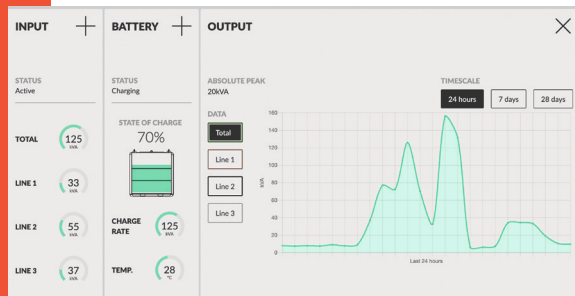 INPUT
BATTERY
OUTPUT
STATUS
Active
STATUS
Charging
ABSOLUTE PEAK
20kVA
TIMESCALE
24 hours
7 days
28 days
TOTAL
125
kVA
LINE 1
33
kVA
LINE 2
55
kVA
LINE 3
37
kVA
STATE OF CHARGE
70%
CHARGE
RATE
125
kVA
TEMP.
28
°C
DATA
Total
Line 1
Line 2
Line 3
kVA
160
140
120
100
80
60
40
20
0
Last 24 hours